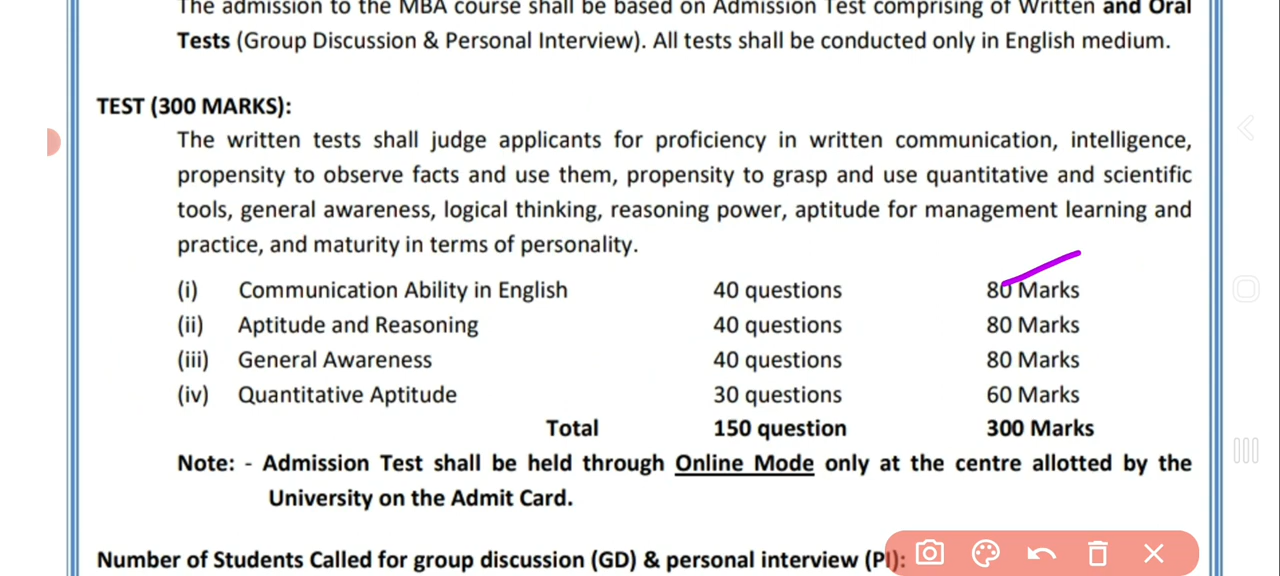 The admission to the MBA course shall be based on Admission Test comprising of Written and Oral
Tests (Group Discussion & Personal Interview). All tests shall be conducted only in English medium.
TEST (300 MARKS):
The written tests shall judge applicants for proficiency in written communication, intelligence,
propensity to observe facts and use them, propensity to grasp and use quantitative and scientific
tools, general awareness, logical thinking, reasoning power, aptitude for management learning and
practice, and maturity in terms of personality.
(i) Communication Ability in English 40 questions 80 Marks
(ii) Aptitude and Reasoning 40 questions 80 Marks
(iii) General Awareness 40 questions 80 Marks
(iv) Quantitative Aptitude 30 questions 60 Marks
Total 150 question 300 Marks
Note: - Admission Test shall be held through Online Mode only at the centre allotted by the
University on the Admit Card.
Number of Students Called for group discussion (GD) & personal interview (PI):